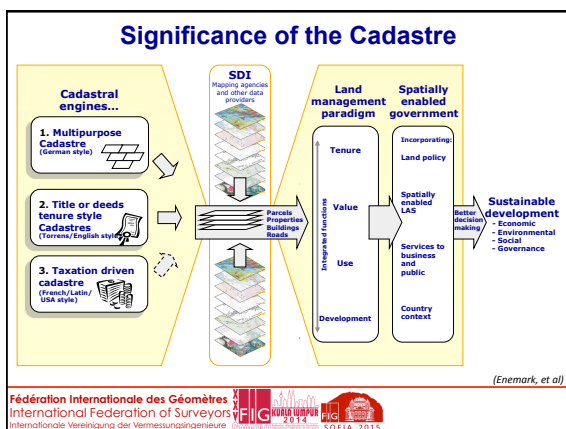 Significance of the Cadastre
Cadastral
engines...
1. Multipurpose
Cadastre
(German style)
2. Title or deeds
tenure style
Cadastres
(Torrens/English style)
3. Taxation driven
cadastre
(French/Latin/
USA style)
SDI
Mapping agencies
and other data
providers
Parcels
Properties
Buildings
Roads
Land
management
paradigm
Integrated functions
Tenure
Value
Use
Development
Spatially
enabled
government
Incorporating:
Land policy
Spatially
enabled
LAS
Services to
business
and
public
Country
context
Better
decision
making
Sustainable
development
- Economic
- Environmental
- Social
- Governance
(Enemark, et al)
Fédération Internationale des Géomètres
International Federation of Surveyors
Internationale Vereinigung der Vermessungsingenieure
FIG
KUALA LUMPUR
2014
FIG
SOFIA 2015